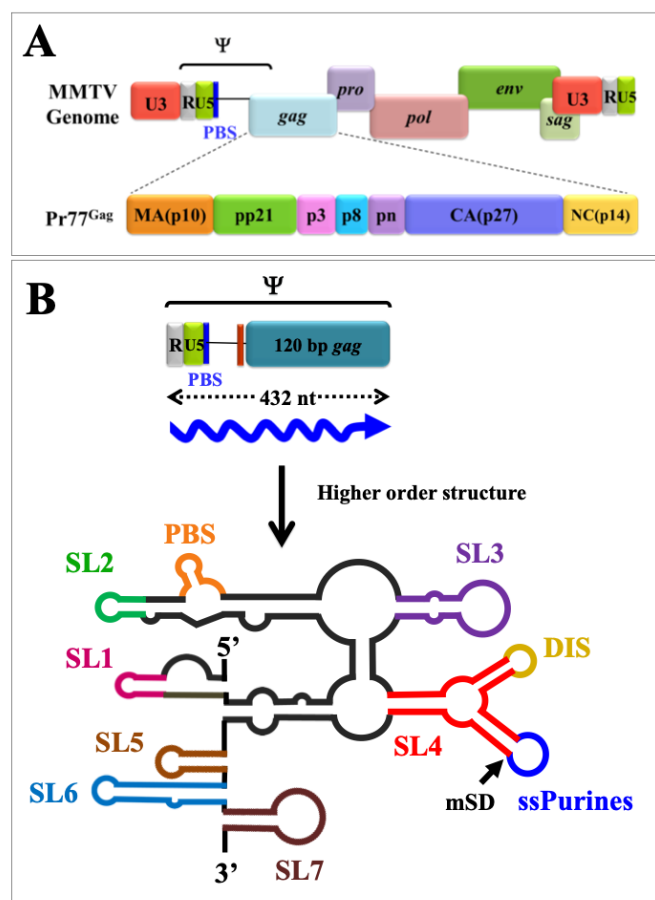 A
Ψ
MMTV
Genome
U3
R
U5
PBS
gag
pro
pol
env
sag
U3
R
U5
Pr77Gag
MA(p10)
pp21
p3
p8
pn
CA(p27)
NC(p14)
B
Ψ
R
U5
120 bp gag
PBS
432 nt
Higher order structure
PBS
SL2
SL3
5’
SL1
DIS
SL4
SL5
mSD
ssPurines
SL6
SL7
3’